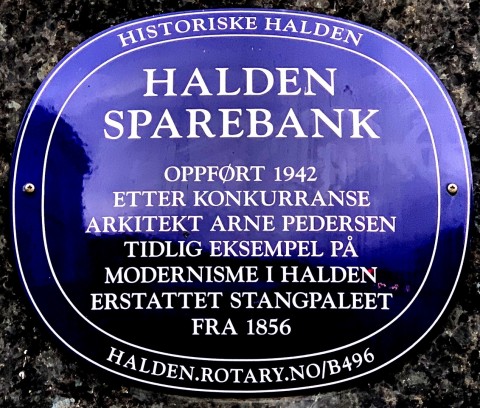 HISTORISKE HALDEN
HALDEN
SPAREBANK
OPPFØRT 1942
ETTER KONKURRANSE
ARKITEKT ARNE PEDERSEN
TIDLIG EKSEMPEL PÅ
MODERNISME I HALDEN
ERSTATTET STANGPALEET
FRA 1856
HALDEN.ROTARY.NO/B496